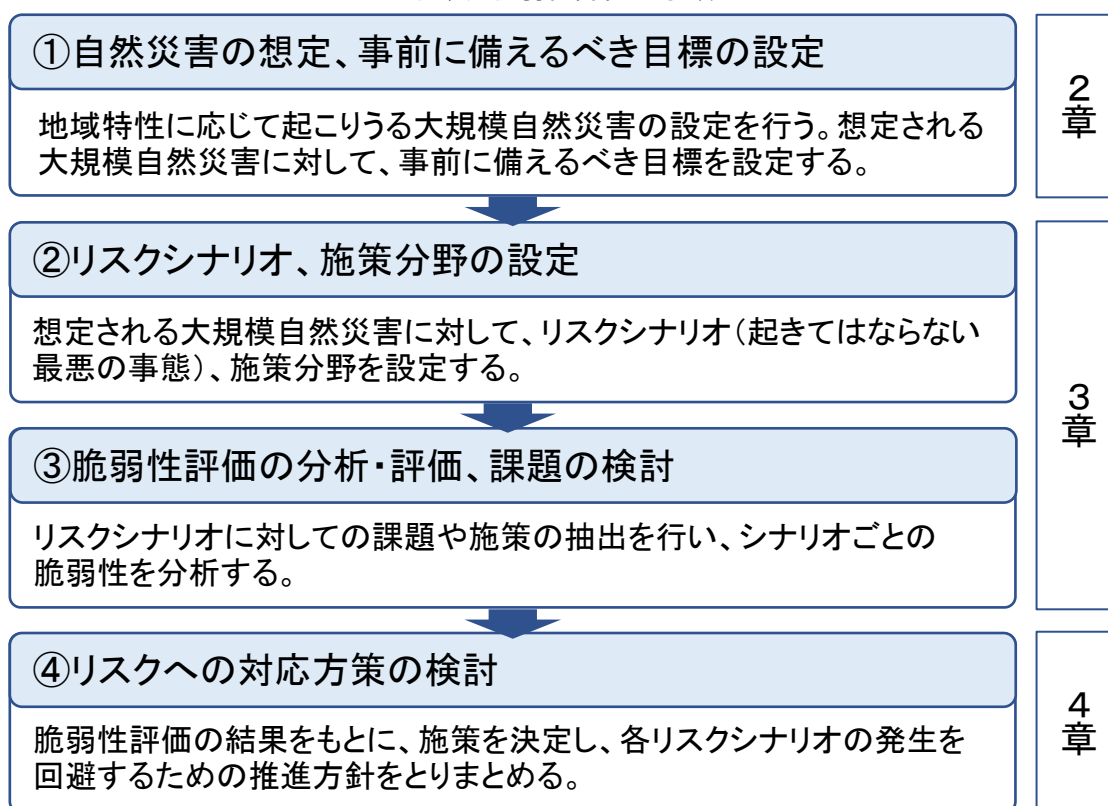 ①自然災害の想定、事前に備えるべき目標の設定
地域特性に応じて起こりうる大規模自然災害の設定を行う。想定される
大規模自然災害に対して、事前に備えるべき目標を設定する。
2章
②リスクシナリオ、施策分野の設定
想定される大規模自然災害に対して、リスクシナリオ（起きてはならない
最悪の事態）、施策分野を設定する。
③脆弱性評価の分析・評価、課題の検討
リスクシナリオに対しての課題や施策の抽出を行い、シナリオごとの
脆弱性を分析する。
3章
④リスクへの対応方策の検討
脆弱性評価の結果をもとに、施策を決定し、各リスクシナリオの発生を
回避するための推進方針をとりまとめる。
4章